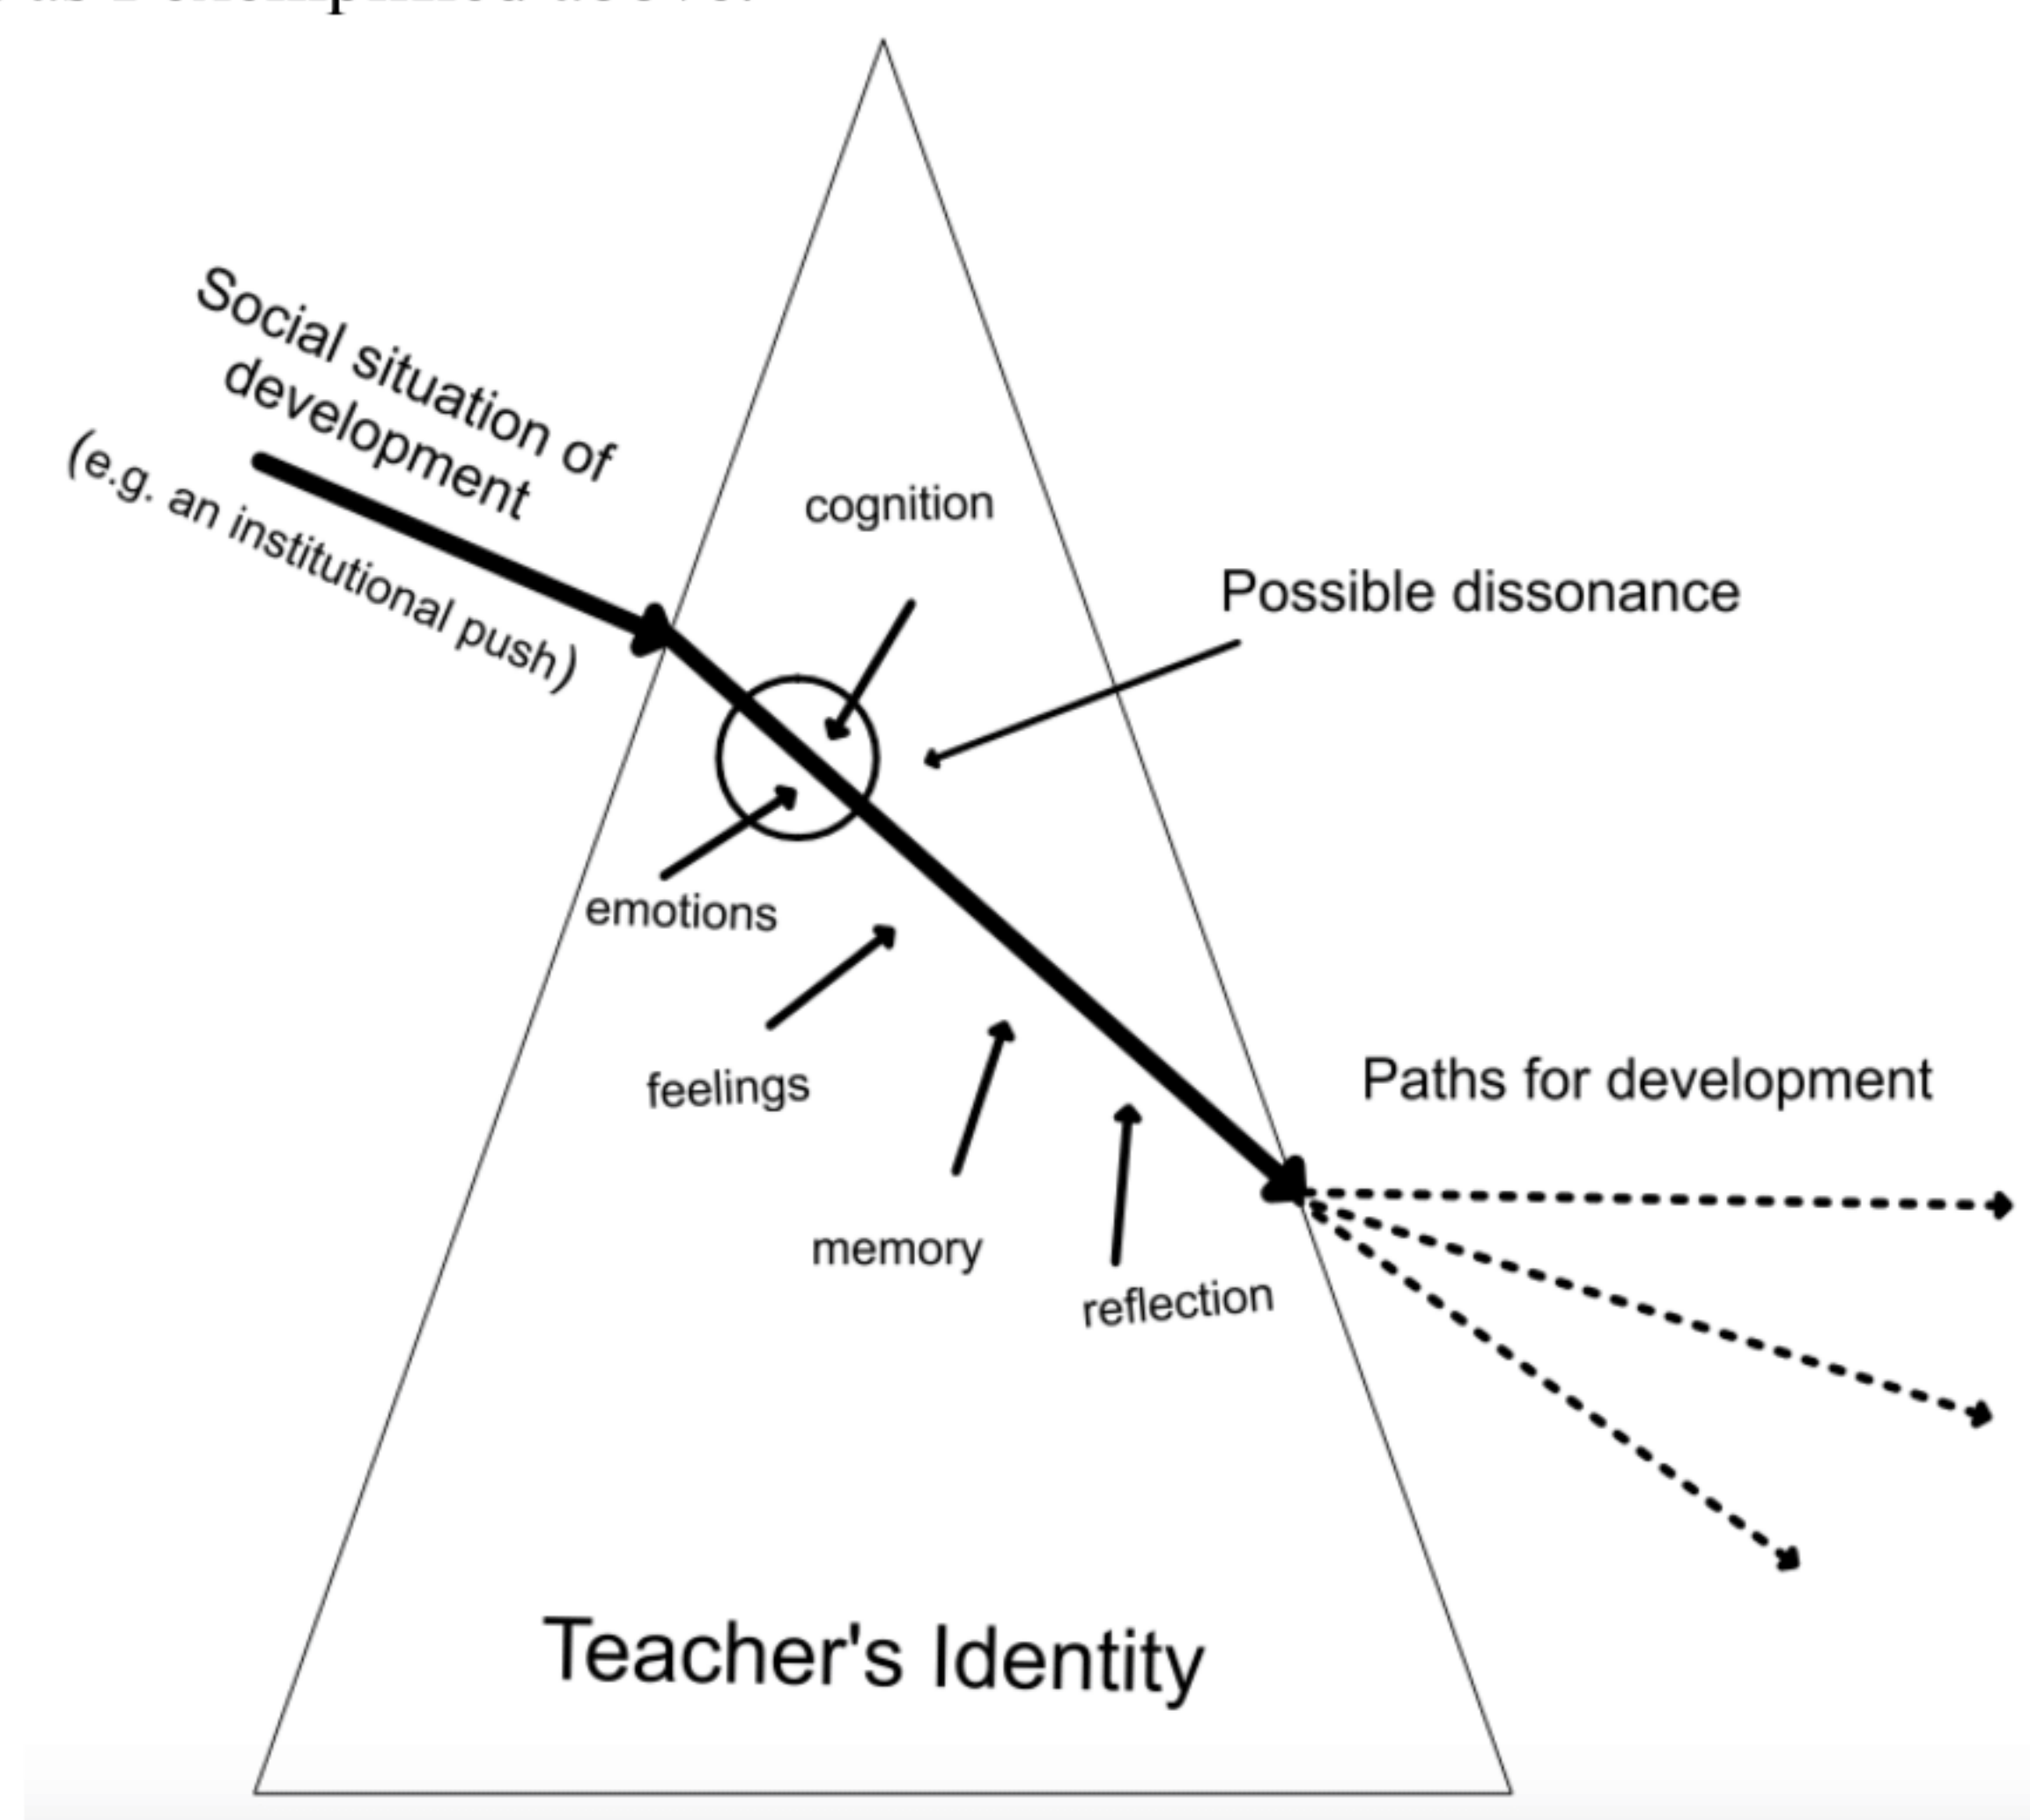 Social situation of
development
(e.g. an institutional push)
cognition
Possible dissonance
emotions
feelings
Paths for development
memory
reflection
Teacher's Identity